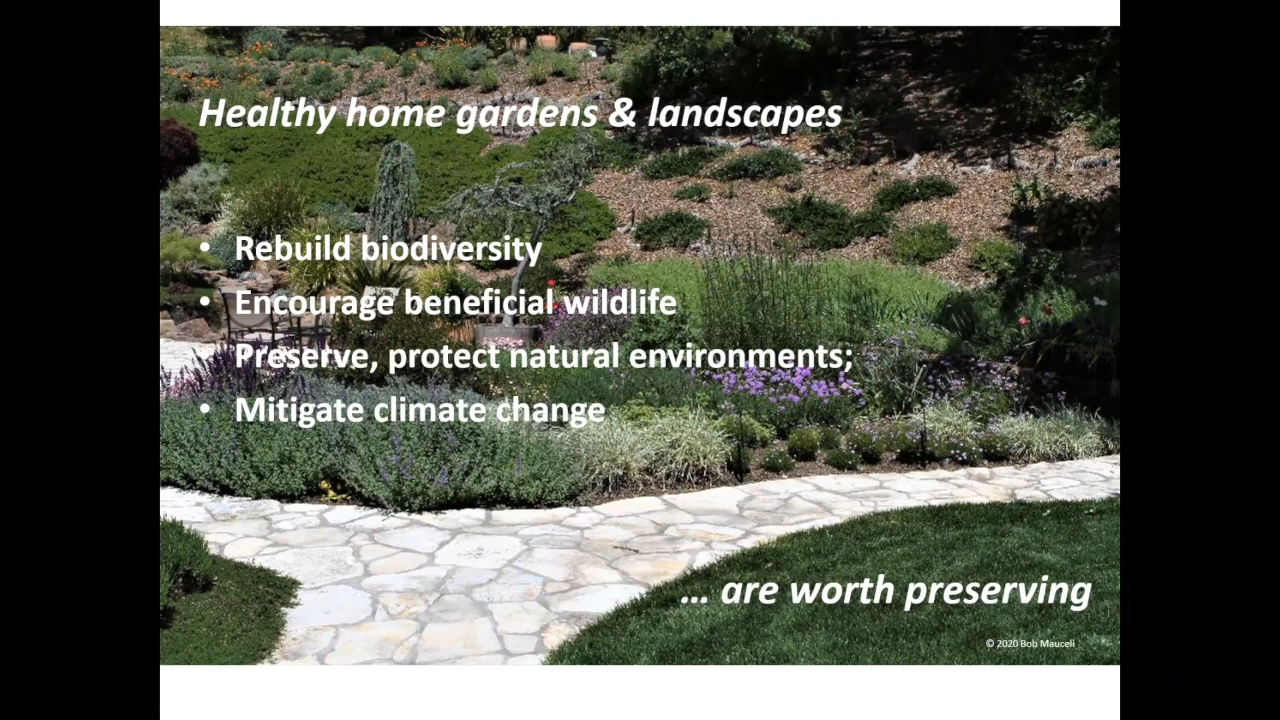 Healthy home gardens & landscapes
• Rebuild biodiversity
• Encourage beneficial wildlife
• Preserve, protect natural environments;
• Mitigate climate change
... are worth preserving
© 2020 Bob Mauceli